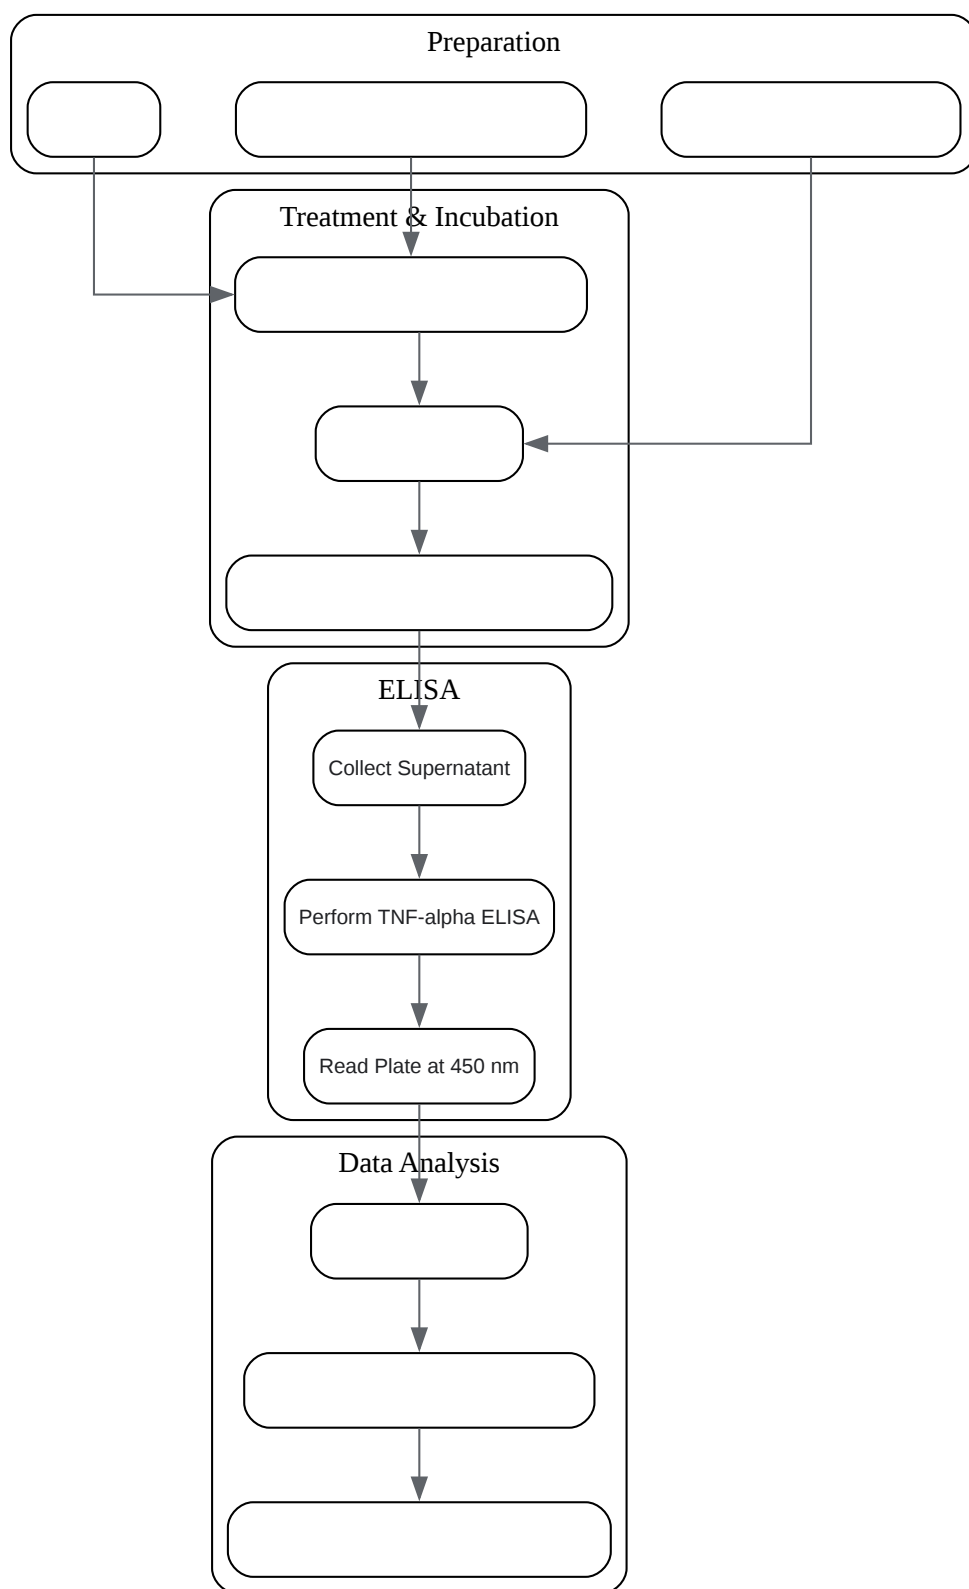 Preparation
Treatment & Incubation
ELISA
Collect Supernatant
Perform TNF-alpha ELISA
Read Plate at 450 nm
Data Analysis